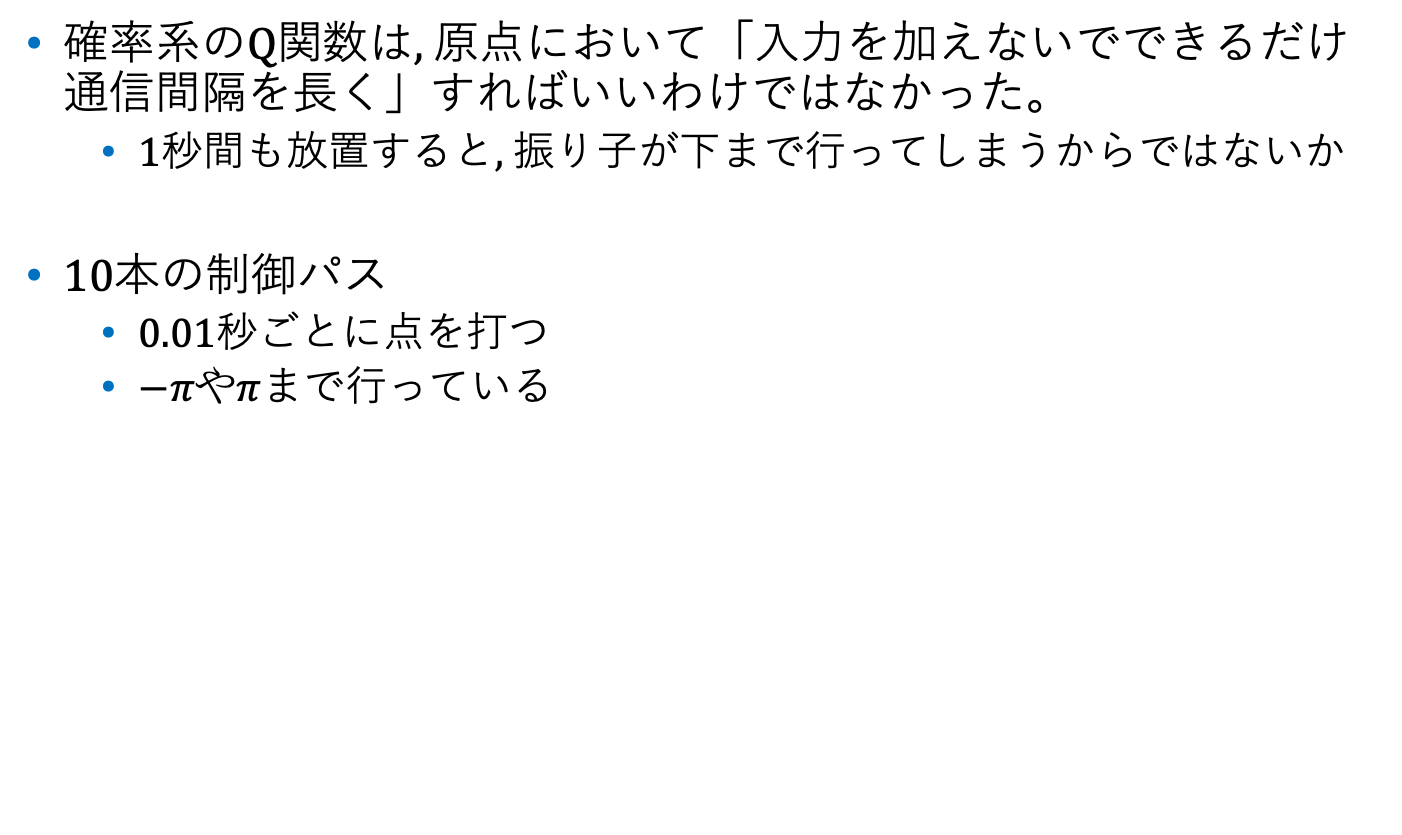 • 確率系のQ関数は, 原点において「入力を加えないでできるだけ
通信間隔を長く」すればいいわけではなかった。
• 1秒間も放置すると, 振り子が下まで行ってしまうからではないか
• 10本の制御パス
• 0.01秒ごとに点を打つ
• −πやπまで行っている